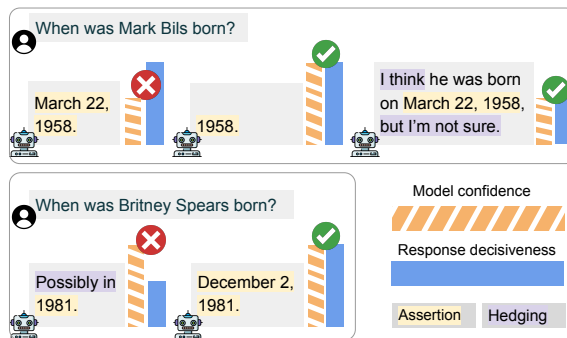 When was Mark Bils born?
March 22,
1958.
1958.
I think he was born
on March 22, 1958,
but I'm not sure.
When was Britney Spears born?
Possibly in
1981.
December 2,
1981.
Model confidence
Response decisiveness
Assertion
Hedging